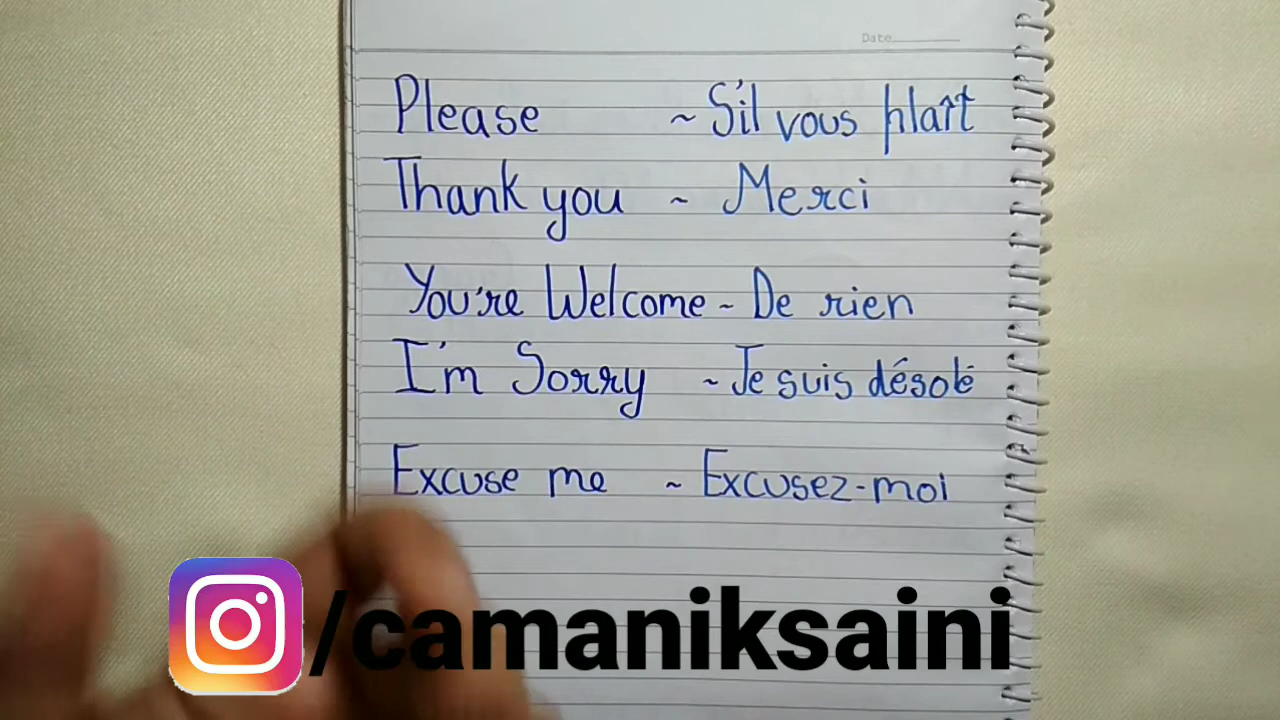 Date
Please ~ S'il vous plaît
Thank you ~ Merci
You're Welcome ~ De rien
I'm Sorry ~ Je suis désolé
Excuse me ~ Excusez-moi
/camaniksaini